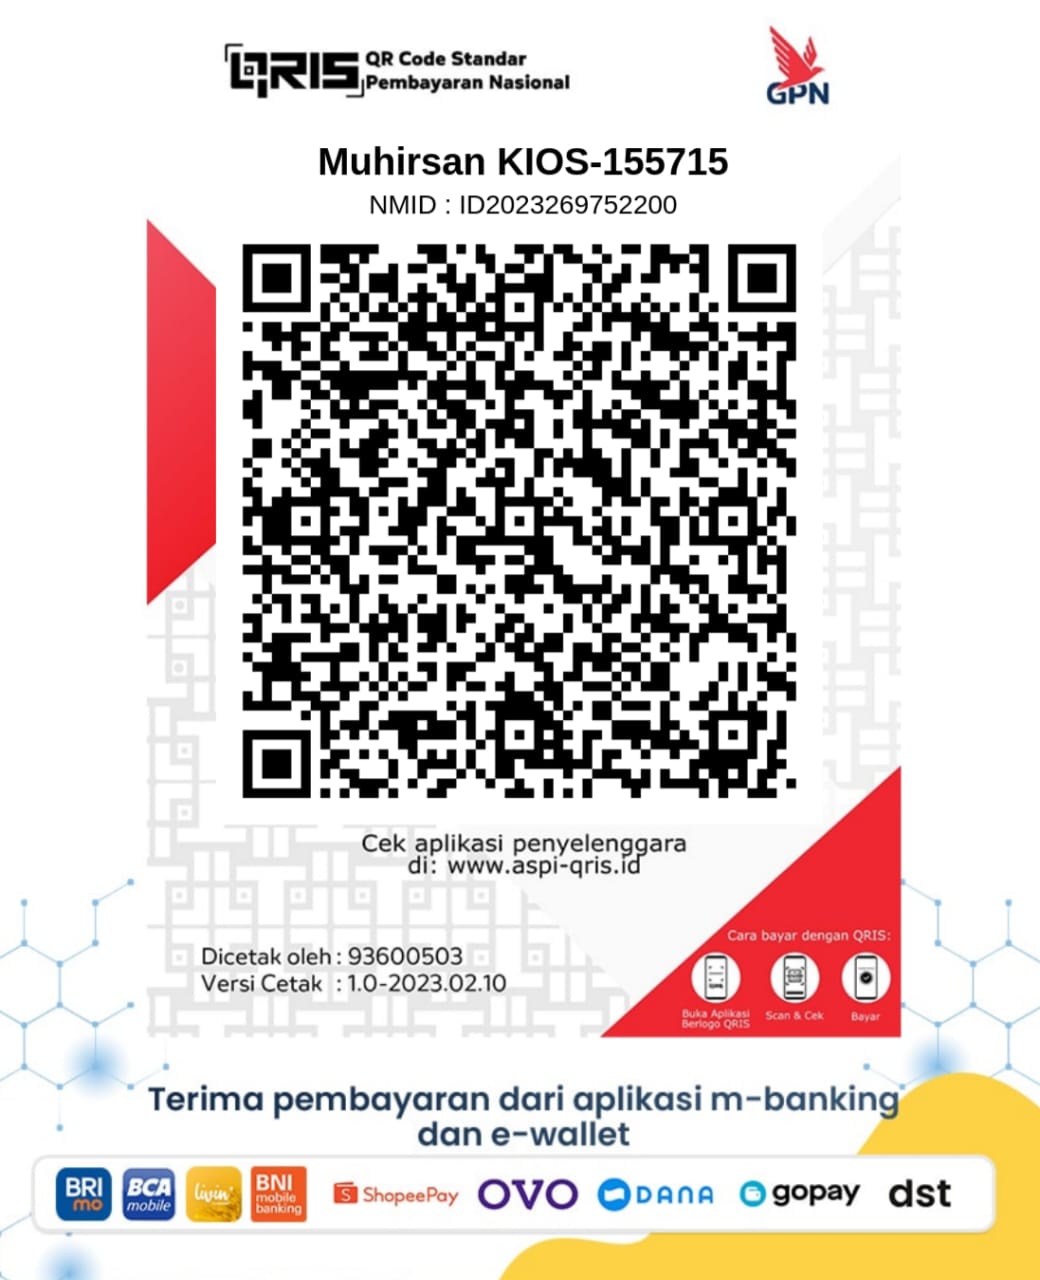 QRIS
QR Code Standar
Pembayaran Nasional
GPN
Muhirsan KIOS-155715
NMID : ID2023269752200
Cek aplikasi penyelenggara
di: www.aspi-qris.id
Dicetak oleh : 93600503
Versi Cetak : 1.0-2023.02.10
Cara bayar dengan QRIS:
Buka Aplikasi
Berlogo QRIS
Scan & Cek
Bayar
Terima pembayaran dari aplikasi m-banking
dan e-wallet
BRI
mo
BCA
mobile
livin'
BNI
mobile
banking
S ShopeePay
OVO
DANA
gopay
dst